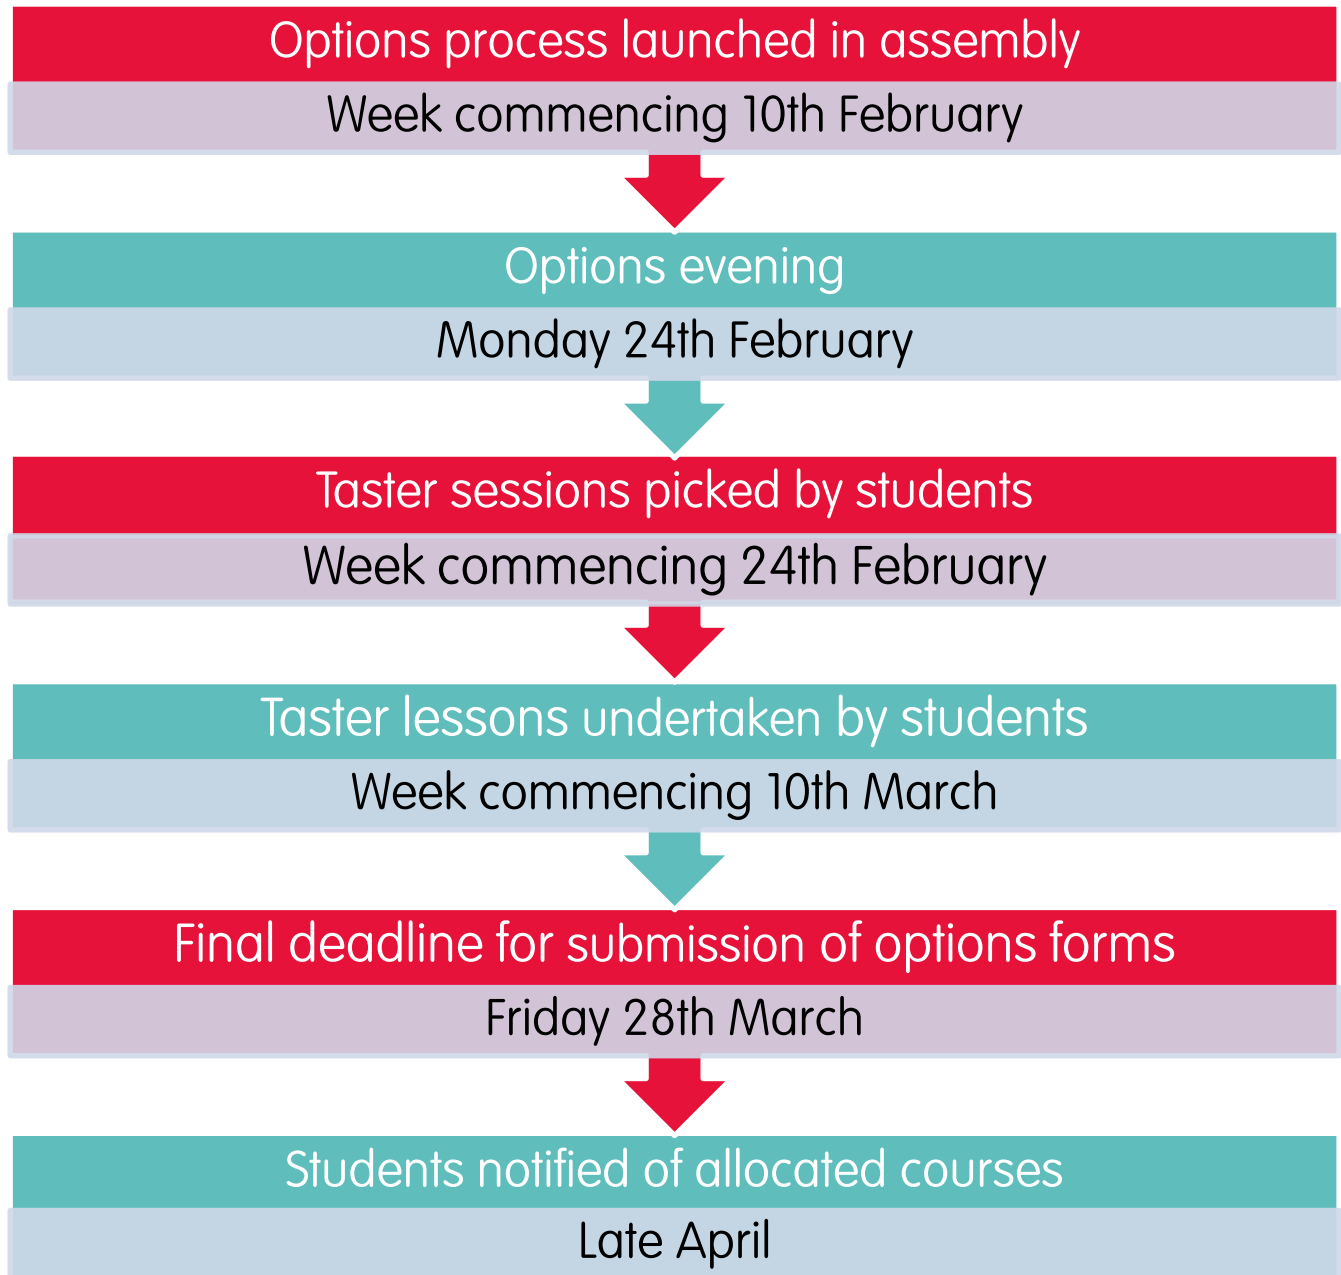 Options process launched in assembly
Week commencing 10th February
Options evening
Monday 24th February
Taster sessions picked by students
Week commencing 24th February
Taster lessons undertaken by students
Week commencing 10th March
Final deadline for submission of options forms
Friday 28th March
Students notified of allocated courses
Late April